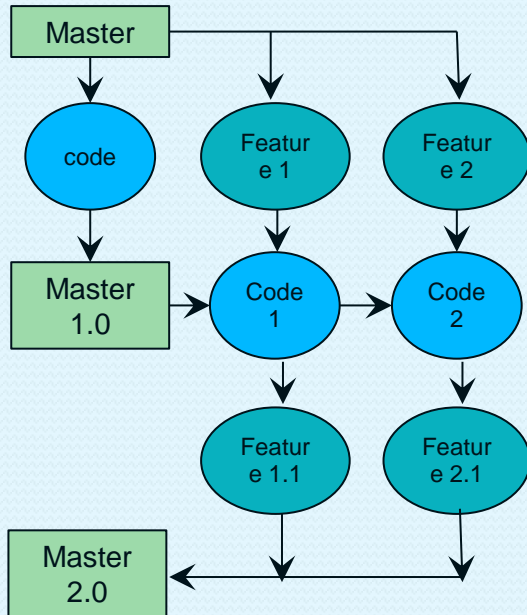 Master
code
Featur
e 1
Featur
e 2
Master
1.0
Code
1
Code
2
Featur
e 1.1
Featur
e 2.1
Master
2.0